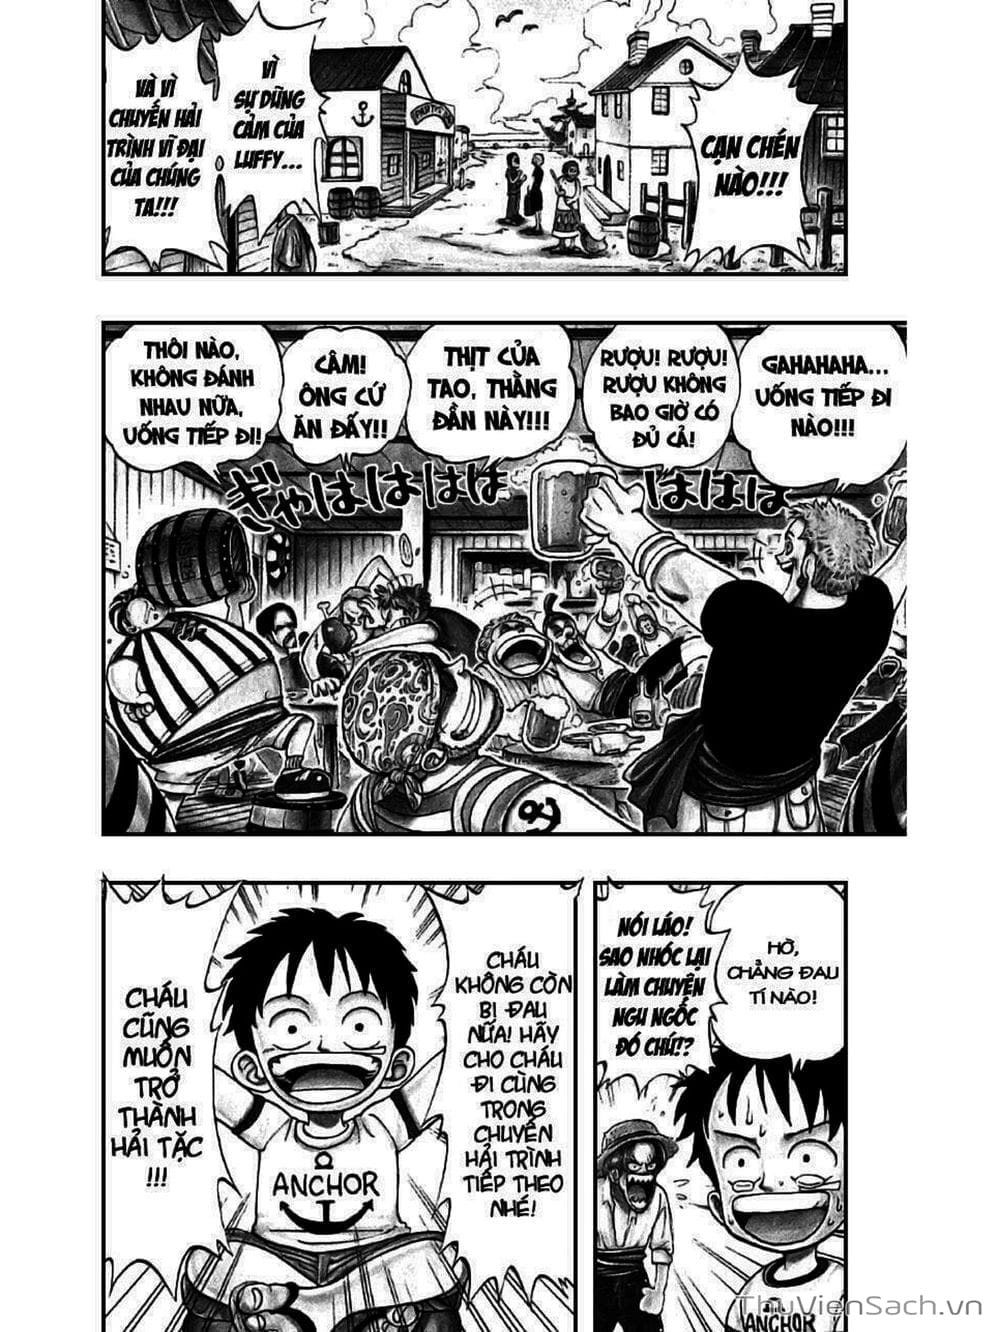 CẠN CHÉN
NÀO!!!
VÌ
SỰ DŨNG
CẢM CỦA
LUFFY...
VÀ VÌ
CHUYẾN HẢI
TRÌNH VĨ ĐẠI
CỦA CHÚNG
TA!!!
GAHAHAHA...
UỐNG TIẾP ĐI
NÀO!!!
RƯỢU! RƯỢU!
RƯỢU KHÔNG
BAO GIỜ CÓ
ĐỦ CẢ!
THỊT CỦA
TAO, THẰNG
ĐẦN NÀY!!!
CÂM!
ÔNG CỨ
ĂN ĐẤY!!
THÔI NÀO,
KHÔNG ĐÁNH
NHAU NỮA,
UỐNG TIẾP ĐI!
ははは
ぎゃはははは
HỜ,
CHẲNG ĐAU
TÍ NÀO!
NÓI LÁO!
SAO NHÓC LẠI
LÀM CHUYỆN
NGU NGỐC
ĐÓ CHỨ!?
ANCHOR
CHÁU
KHÔNG CÒN
BỊ ĐAU
NỮA! HÃY
CHO CHÁU
ĐI CÙNG
TRONG
CHUYẾN
HẢI TRÌNH
TIẾP THEO
NHÉ!
CHÁU
CŨNG
MUỐN
TRỞ
THÀNH
HẢI TẶC
!!!
ANCHOR
ThuVienSach.vn